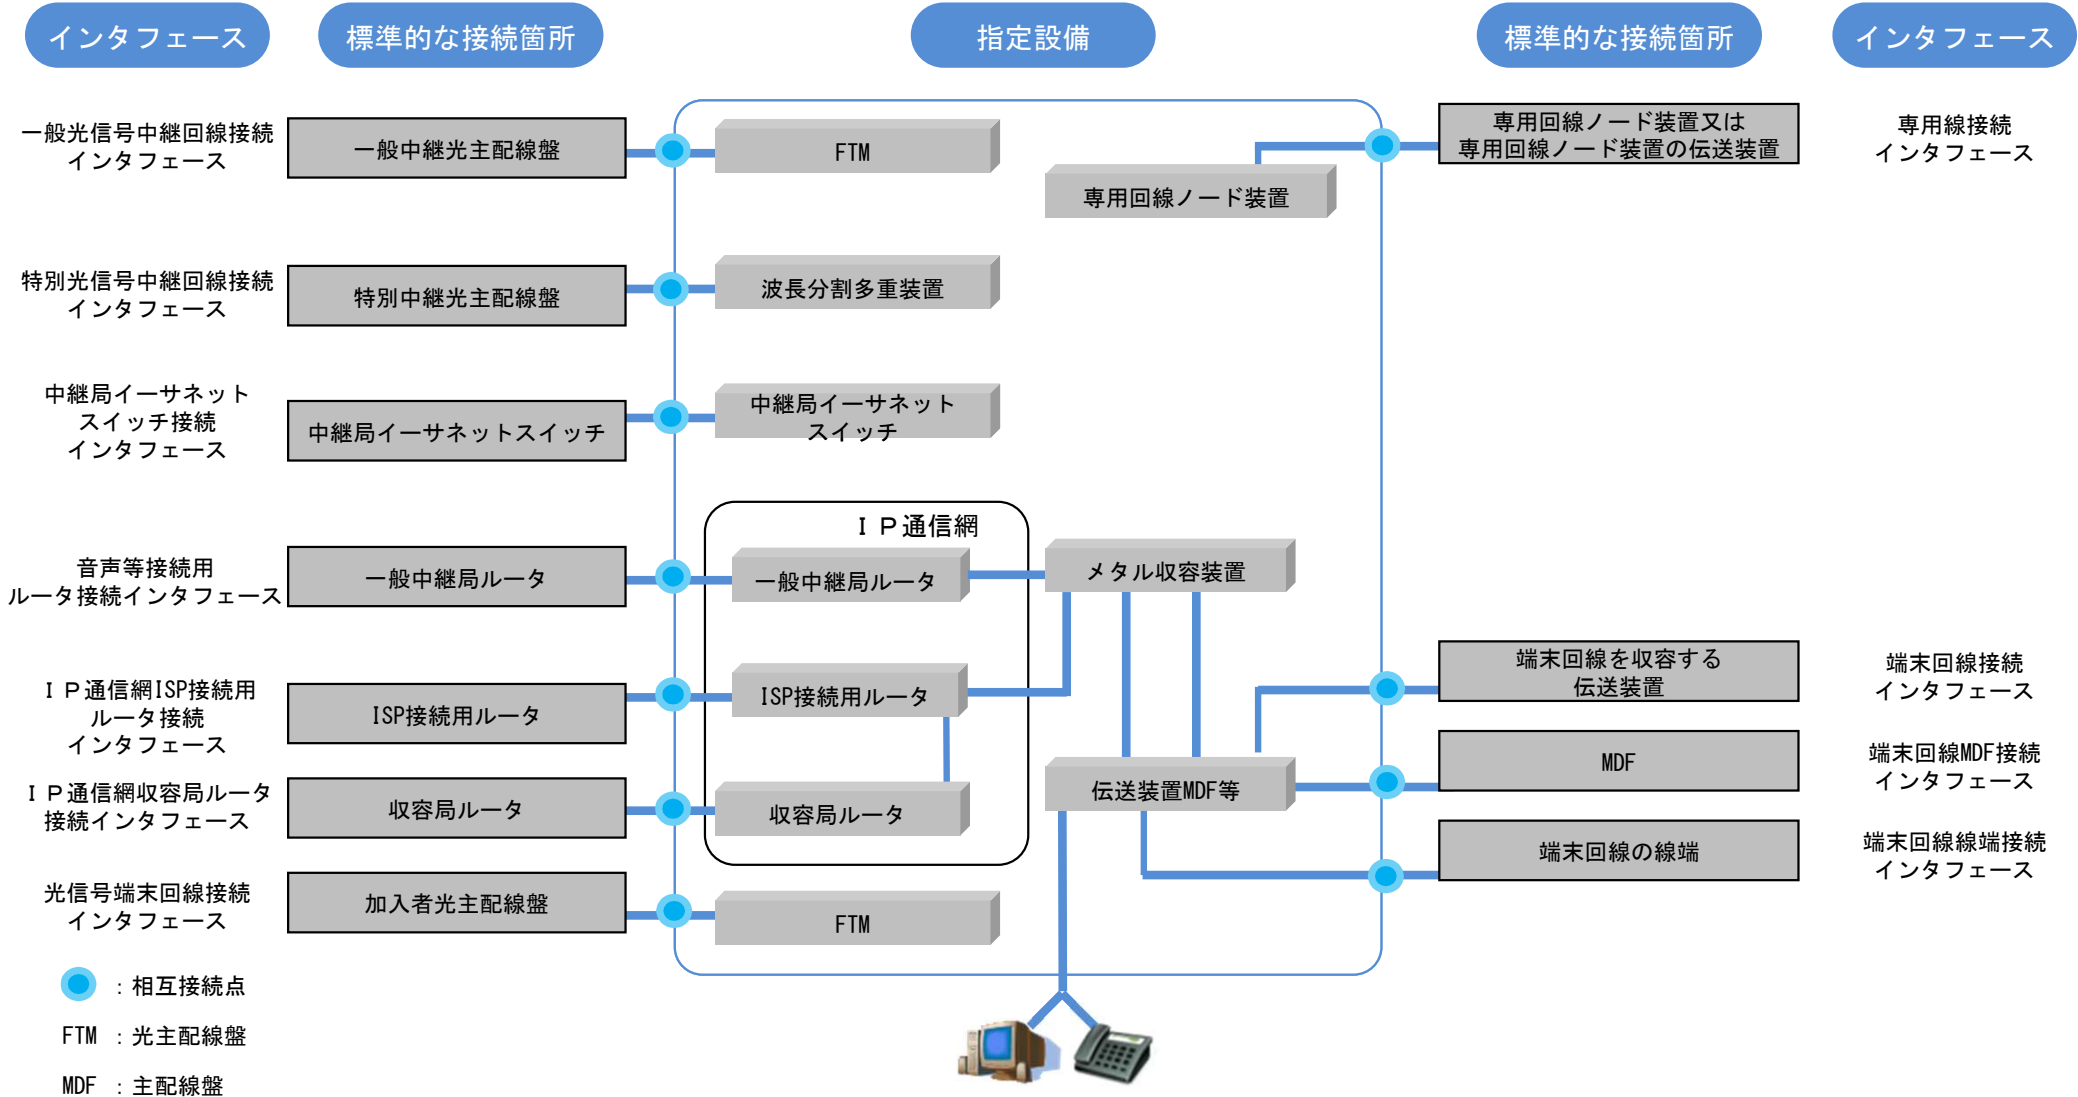 インタフェース
標準的な接続箇所
指定設備
標準的な接続箇所
インタフェース
一般光信号中継回線接続
インタフェース
一般中継光主配線盤
FTM
専用回線ノード装置
専用回線ノード装置又は
専用回線ノード装置の伝送装置
専用線接続
インタフェース
特別光信号中継回線接続
インタフェース
特別中継光主配線盤
波長分割多重装置
中継局イーサネット
スイッチ接続
インタフェース
中継局イーサネットスイッチ
中継局イーサネット
スイッチ
ＩＰ通信網
音声等接続用
ルータ接続インタフェース
一般中継局ルータ
一般中継局ルータ
メタル収容装置
ＩＰ通信網ISP接続用
ルータ接続
インタフェース
ISP接続用ルータ
ISP接続用ルータ
端末回線を収容する
伝送装置
端末回線接続
インタフェース
ＩＰ通信網収容局ルータ
接続インタフェース
収容局ルータ
収容局ルータ
伝送装置MDF等
MDF
端末回線MDF接続
インタフェース
端末回線の線端
端末回線線端接続
インタフェース
光信号端末回線接続
インタフェース
加入者光主配線盤
FTM
：相互接続点
FTM ：光主配線盤
MDF ：主配線盤